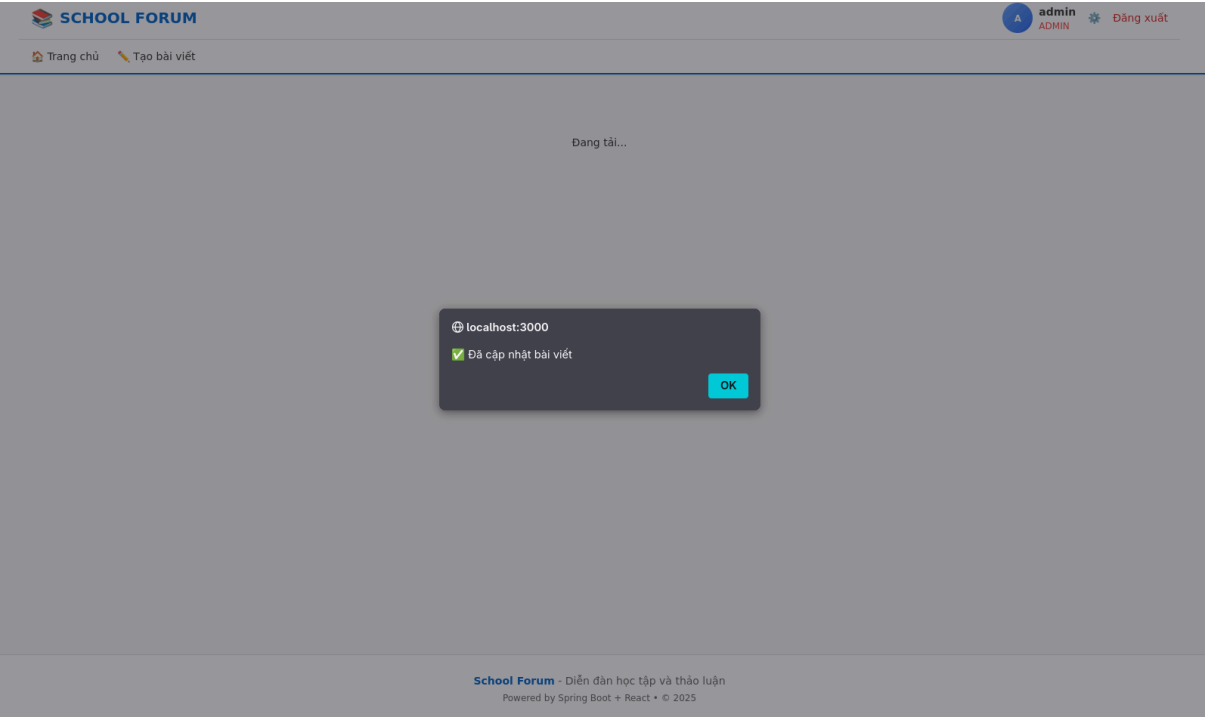 📚 SCHOOL FORUM
A
admin
ADMIN
⚙️ Đăng xuất
🏠 Trang chủ
✏️ Tạo bài viết
Đang tải...
localhost:3000
✅ Đã cập nhật bài viết
OK
School Forum - Diễn đàn học tập và thảo luận
Powered by Spring Boot + React • © 2025